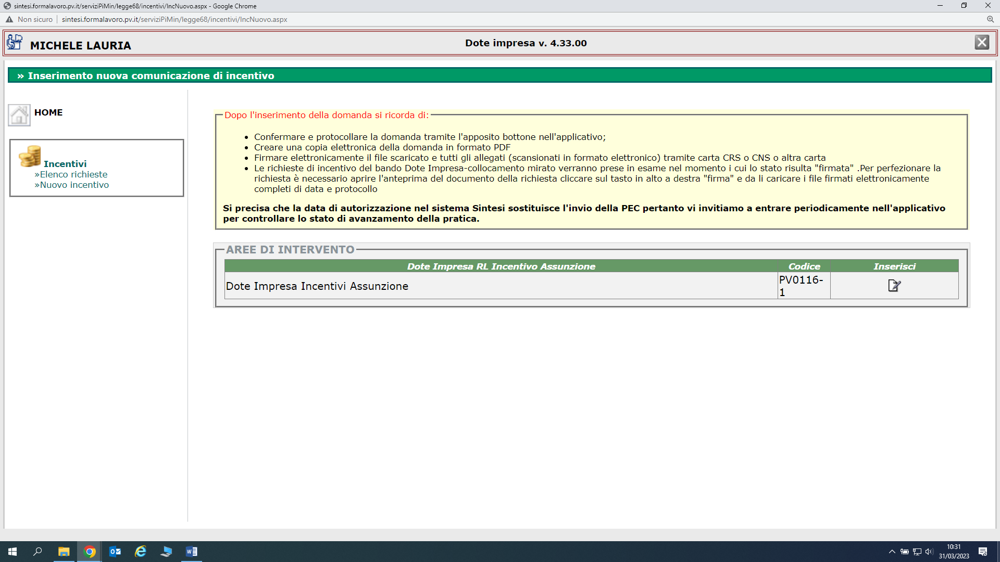 sintesi.formalavoro.pv.it/serviziPiMin/legge68/incentivi/IncNuovo.aspx - Google Chrome
Non sicuro | sintesi.formalavoro.pv.it/serviziPiMin/legge68/incentivi/IncNuovo.aspx
MICHELE LAURIA
Dote impresa v. 4.33.00
» Inserimento nuova comunicazione di incentivo
HOME
Incentivi
»Elenco richieste
»Nuovo incentivo
Dopo l'inserimento della domanda si ricorda di:
• Confermare e protocollare la domanda tramite l'apposito bottone nell'applicativo;
• Creare una copia elettronica della domanda in formato PDF
• Firmare elettronicamente il file scaricato e tutti gli allegati (scansionati in formato elettronico) tramite carta CRS o CNS o altra carta
• Le richieste di incentivo del bando Dote Impresa-collocamento mirato verranno prese in esame nel momento i cui lo stato risulta "firmata" .Per perfezionare la
richiesta è necessario aprire l'anteprima del documento della richiesta cliccare sul tasto in alto a destra "firma" e da li caricare i file firmati elettronicamente
completi di data e protocollo
Si precisa che la data di autorizzazione nel sistema Sintesi sostituisce l'invio della PEC pertanto vi invitiamo a entrare periodicamente nell'applicativo
per controllare lo stato di avanzamento della pratica.
AREE DI INTERVENTO
Dote Impresa RL Incentivo Assunzione Codice Inserisci
Dote Impresa Incentivi Assunzione PV0116-
1
10:31
31/03/2023